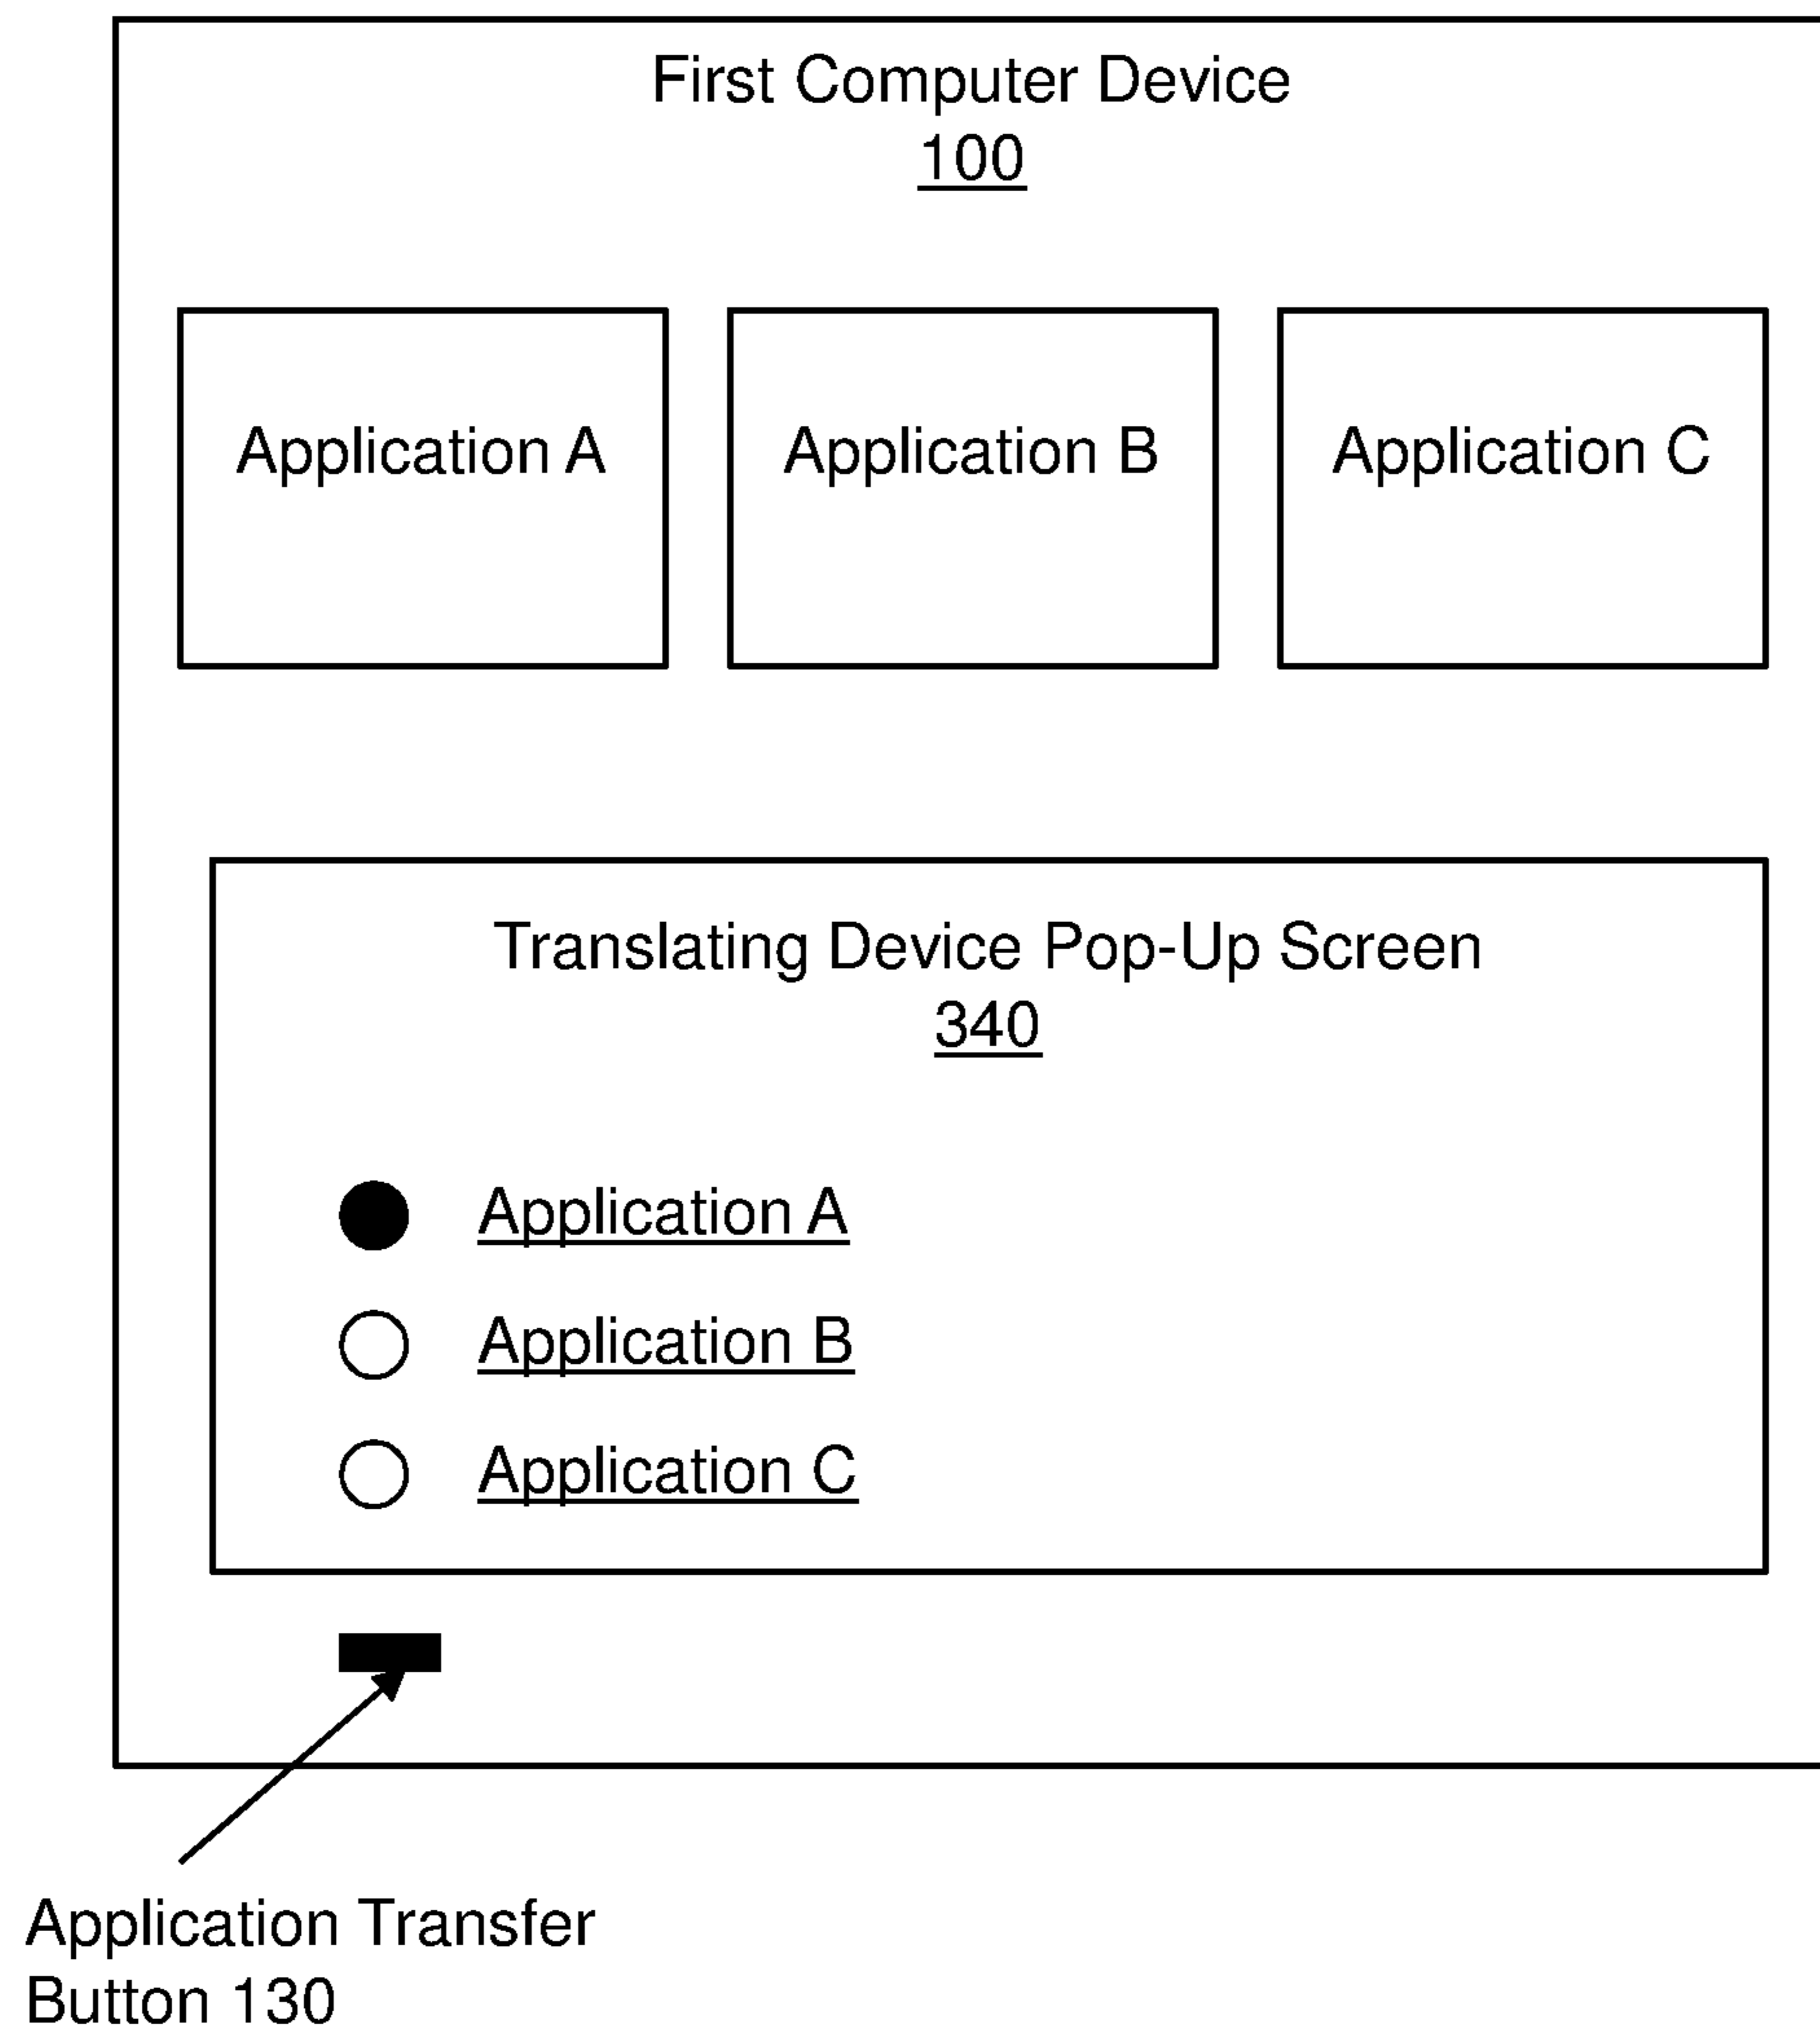 First Computer Device
100
Application A
Application B
Application C
Translating Device Pop-Up Screen
340
Application A
Application B
Application C
Application Transfer
Button 130